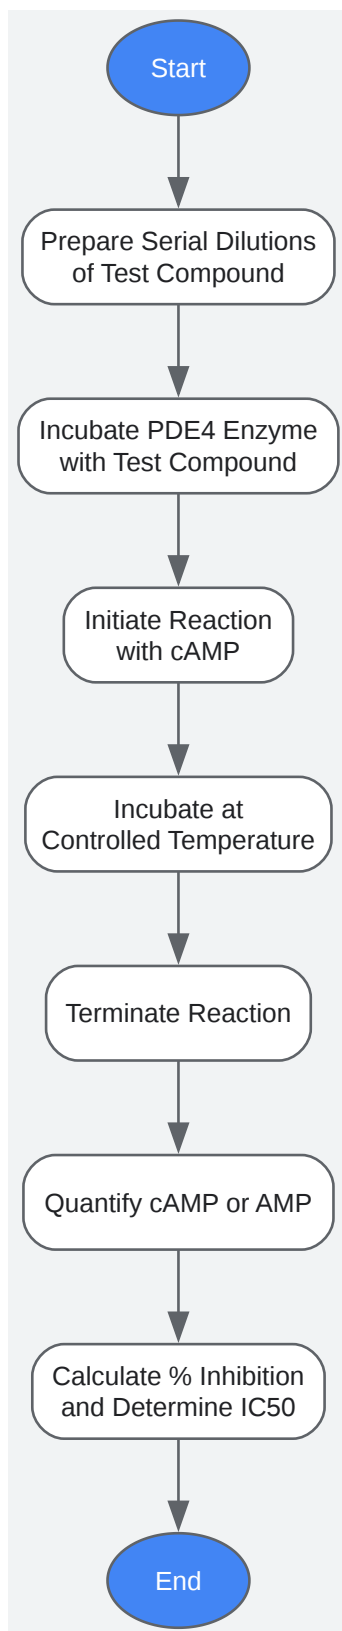 Start
Prepare Serial Dilutions
of Test Compound
Incubate PDE4 Enzyme
with Test Compound
Initiate Reaction
with cAMP
Incubate at
Controlled Temperature
Terminate Reaction
Quantify cAMP or AMP
Calculate % Inhibition
and Determine IC50
End